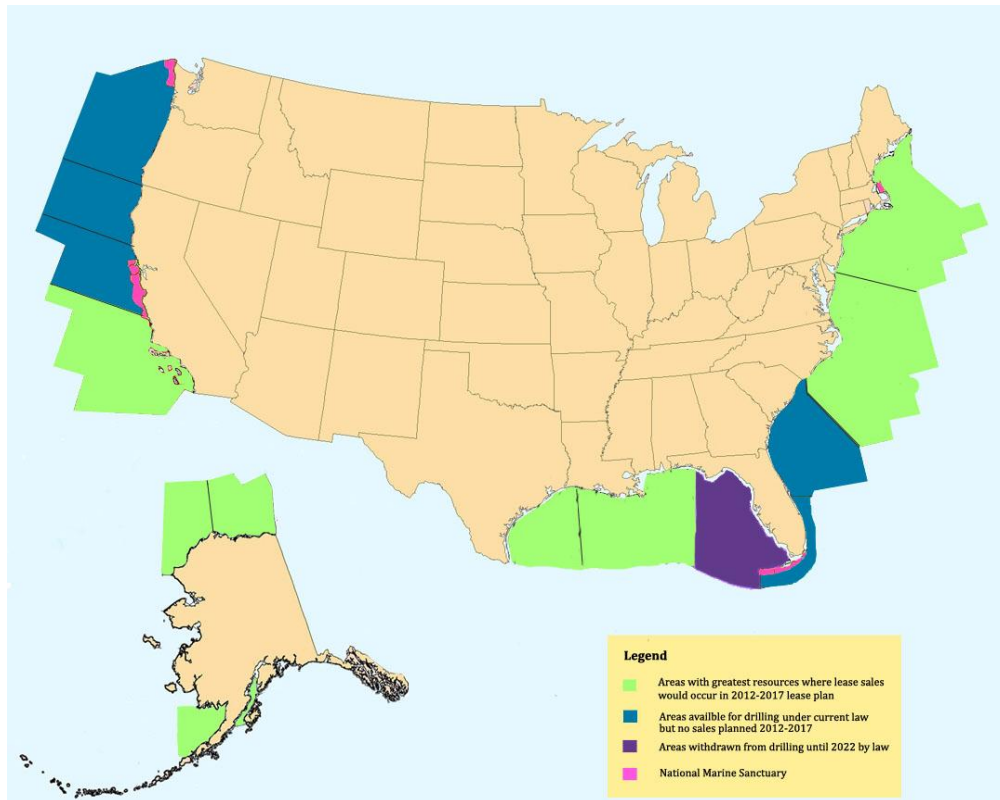 Legend
Areas with greatest resources where lease sales
would occur in 2012-2017 lease plan
Areas availble for drilling under current law
but no sales planned 2012-2017
Areas withdrawn from drilling until 2022 by law
National Marine Sanctuary